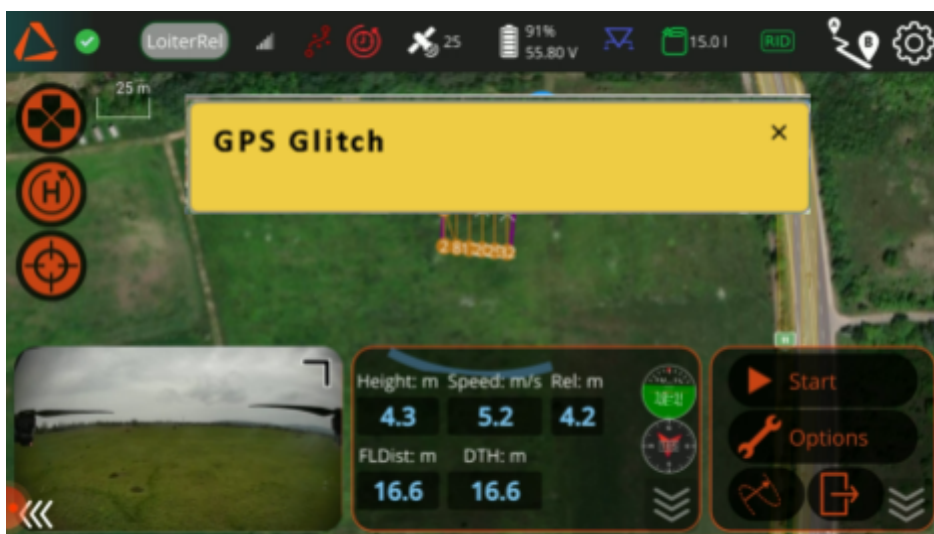 LoiterRel
25
91%
55.80 V
15.0 l
RID
25 m
GPS Glitch
Height: m Speed: m/s Rel: m
4.3 5.2 4.2
FLDist: m DTH: m
16.6 16.6
Start
Options
H